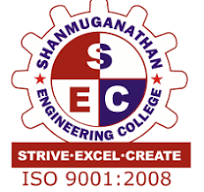 SHANMUGANATHAN
S
E C
ENGINEERING COLLEGE
STRIVE·EXCEL·CREATE
ISO 9001:2008